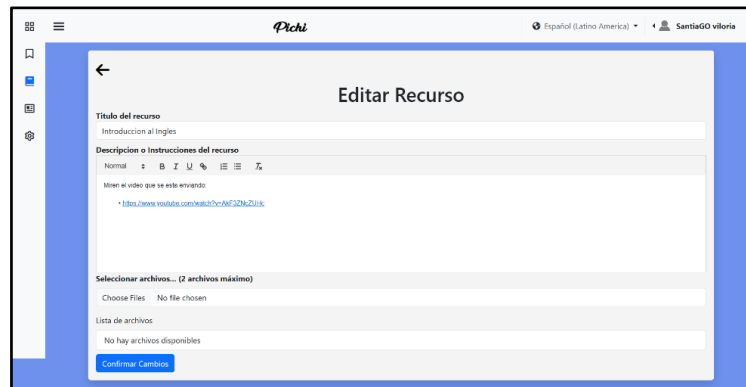 Pichi
Español (Latino America)
SantiaGO viloria
Editar Recurso
Titulo del recurso
Introduccion al Ingles
Descripcion o Instrucciones del recurso
Normal B I U
Miren el video que se esta enviando:
https://www.youtube.com/watch?v=AkF3ZNcZUHc
Seleccionar archivos... (2 archivos máximo)
Choose Files No file chosen
Lista de archivos
No hay archivos disponibles
Confirmar Cambios